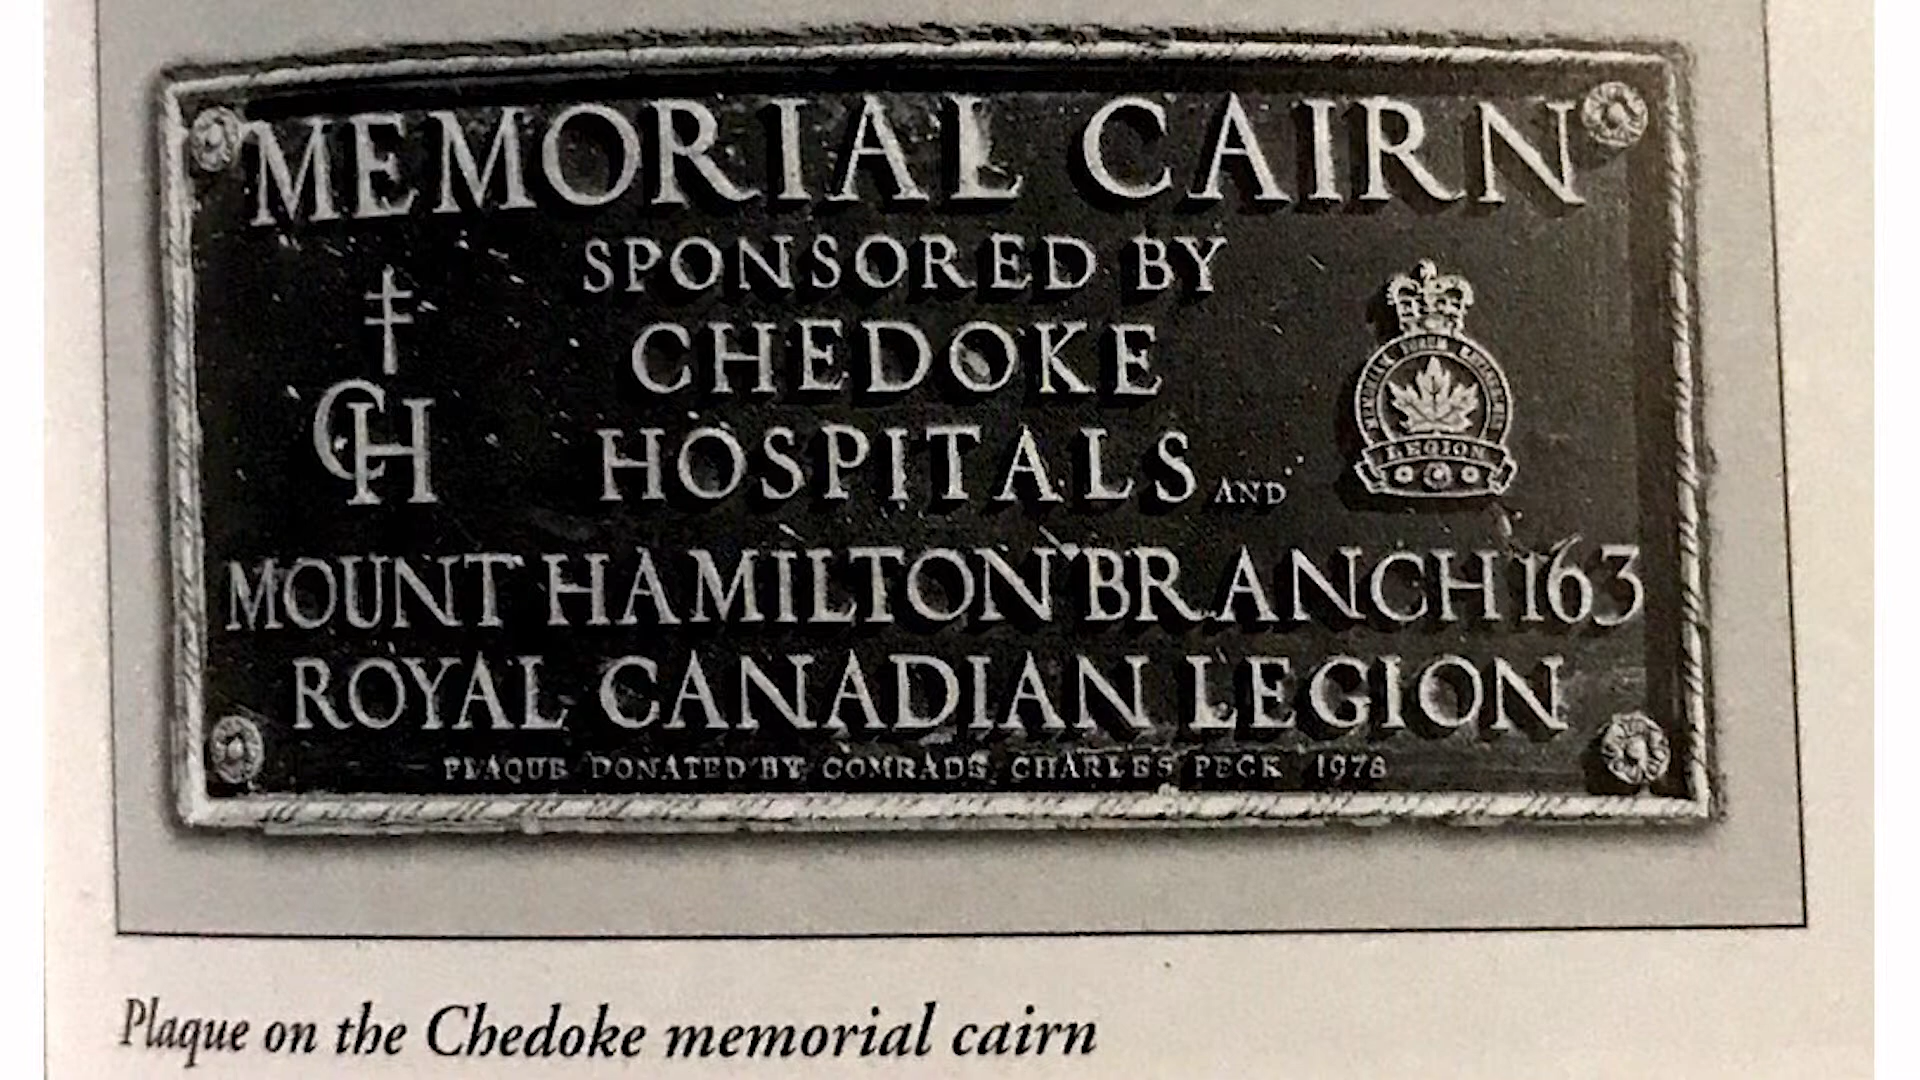 MEMORIAL CAIRN
SPONSORED BY
CHEDOKE
CH
HOSPITALS AND
LEGION
MOUNT HAMILTON BRANCH 163
ROYAL CANADIAN LEGION
PLAQUE DONATED BY COMRADE CHARLES PECK 1978
Plaque on the Chedoke memorial cairn